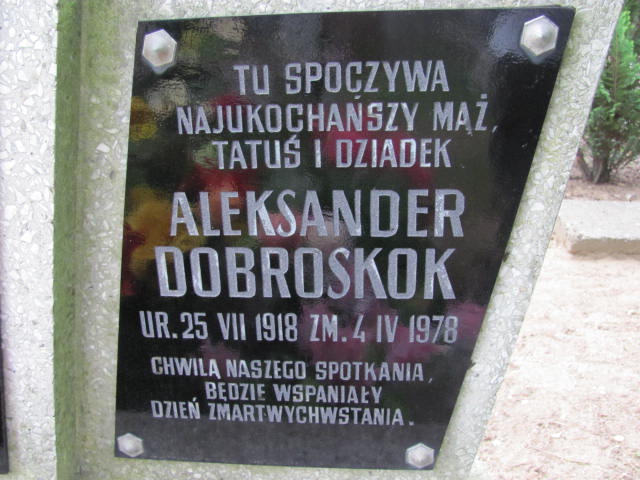 TU SPOCZYWA
NAJUKOCHAŃSZY MĄŻ,
TATUŚ I DZIADEK
ALEKSANDER
DOBROSKOK
UR. 25 VII 1918 ZM. 4 IV 1978
CHWILĄ NASZEGO SPOTKANIA,
BĘDZIE WSPANIAŁY
DZIEŃ ZMARTWYCHWSTANIA.